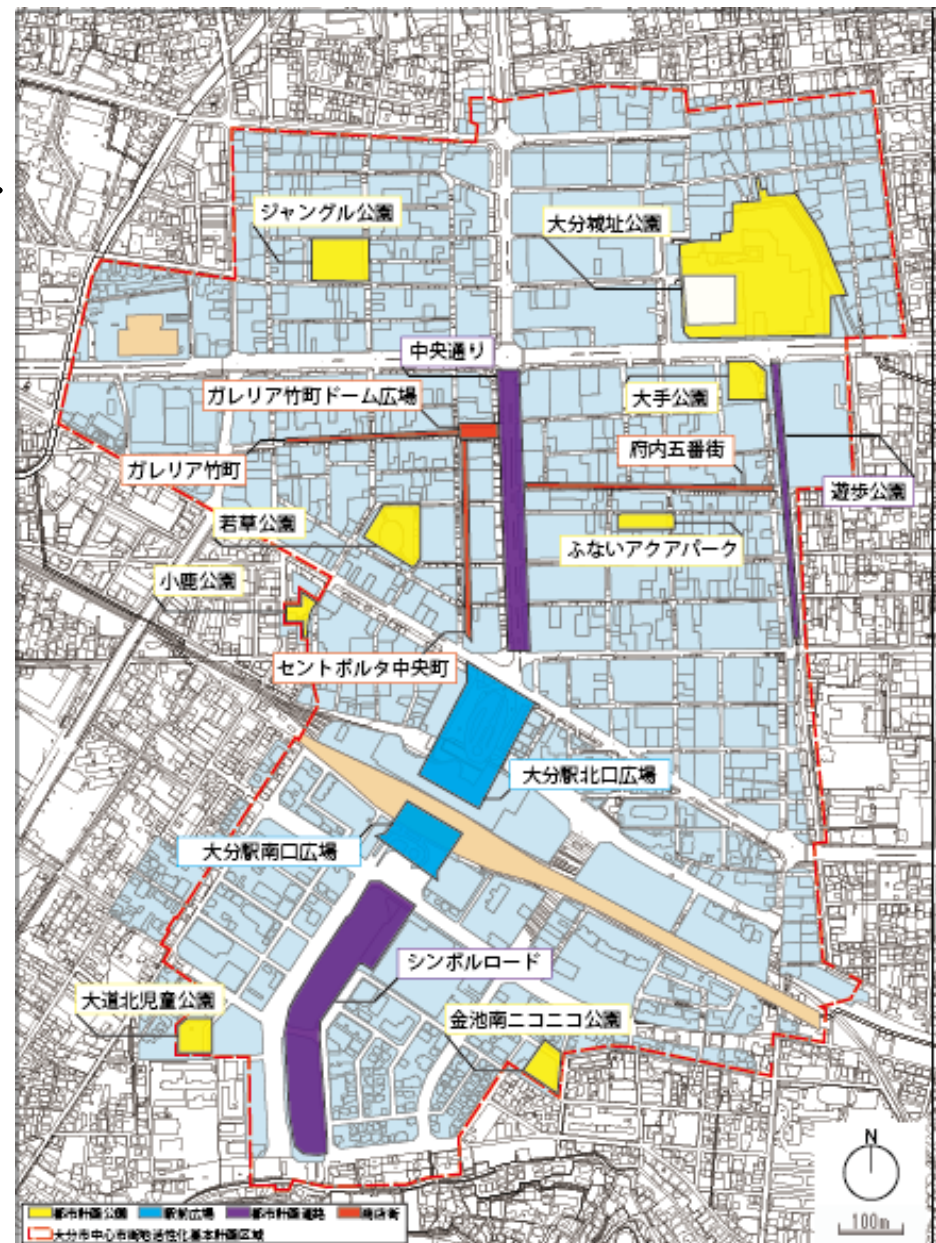 ジャングル公園
大分城址公園
中央通り
ガレリア竹町ドーム広場
大手公園
府内五番街
ガレリア竹町
遊歩公園
若草公園
ふないアクアパーク
小鹿公園
セントポルタ中央町
大分駅北口広場
大分駅南口広場
シンボルロード
大道北児童公園
金池南ニコニコ公園
N
100m
都市計画公園 駅前広場 都市計画道路 商店街
大分市中心市街地活性化基本計画区域